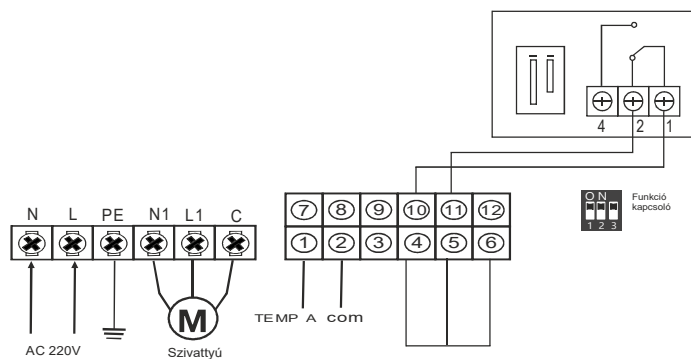 4 2 1
ON
1 2 3
Funkció
kapcsoló
N L PE N1 L1 C
7 8 9 10 11 12
1 2 3 4 5 6
M
TEMP A com
AC 220V
Szivattyú